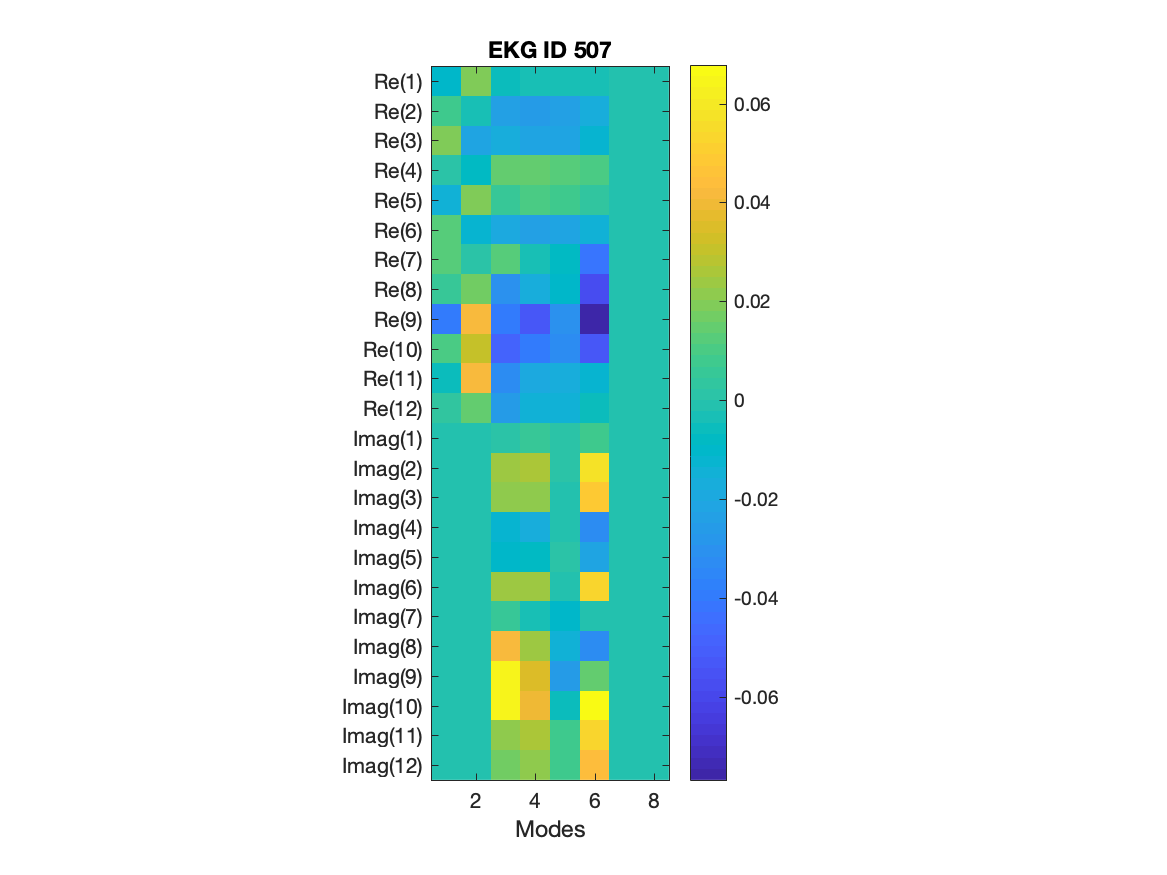 EKG ID 507
Re(1)
Re(2)
Re(3)
Re(4)
Re(5)
Re(6)
Re(7)
Re(8)
Re(9)
Re(10)
Re(11)
Re(12)
Imag(1)
Imag(2)
Imag(3)
Imag(4)
Imag(5)
Imag(6)
Imag(7)
Imag(8)
Imag(9)
Imag(10)
Imag(11)
Imag(12)
2 4 6 8
Modes
0.06
0.04
0.02
0
-0.02
-0.04
-0.06